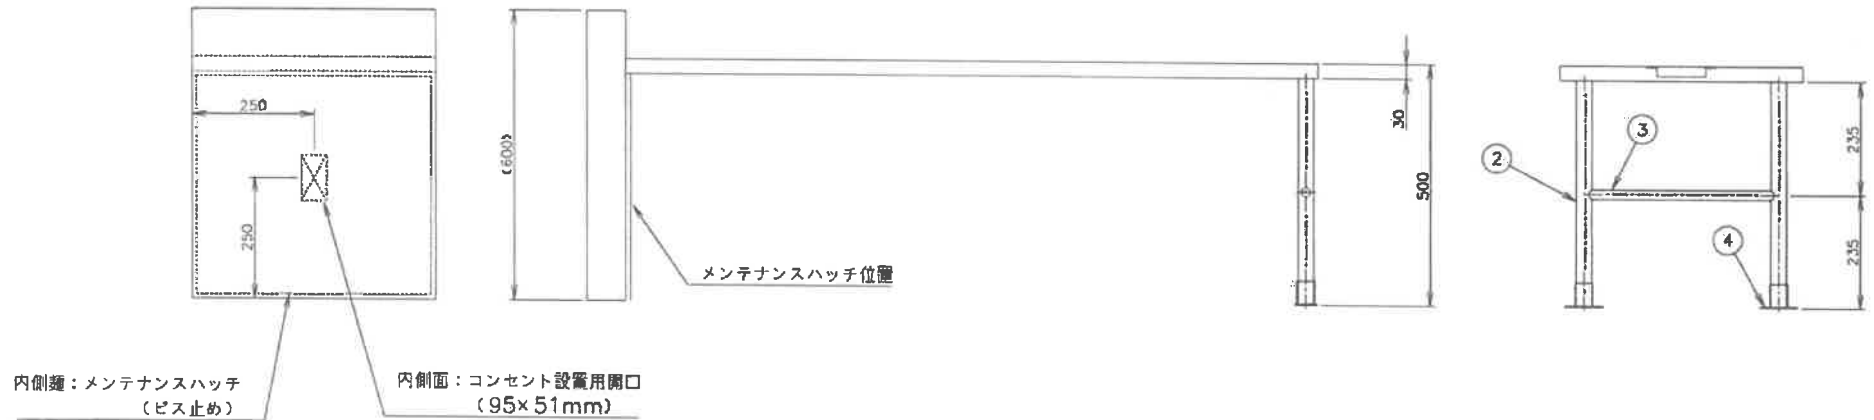 250
250
(600)
メンテナンスハッチ位置
30
500
②
③
④
235
235
内側麺：メンテナンスハッチ
（ビス止め）
内側面：コンセント設置用開口
（95×51mm）